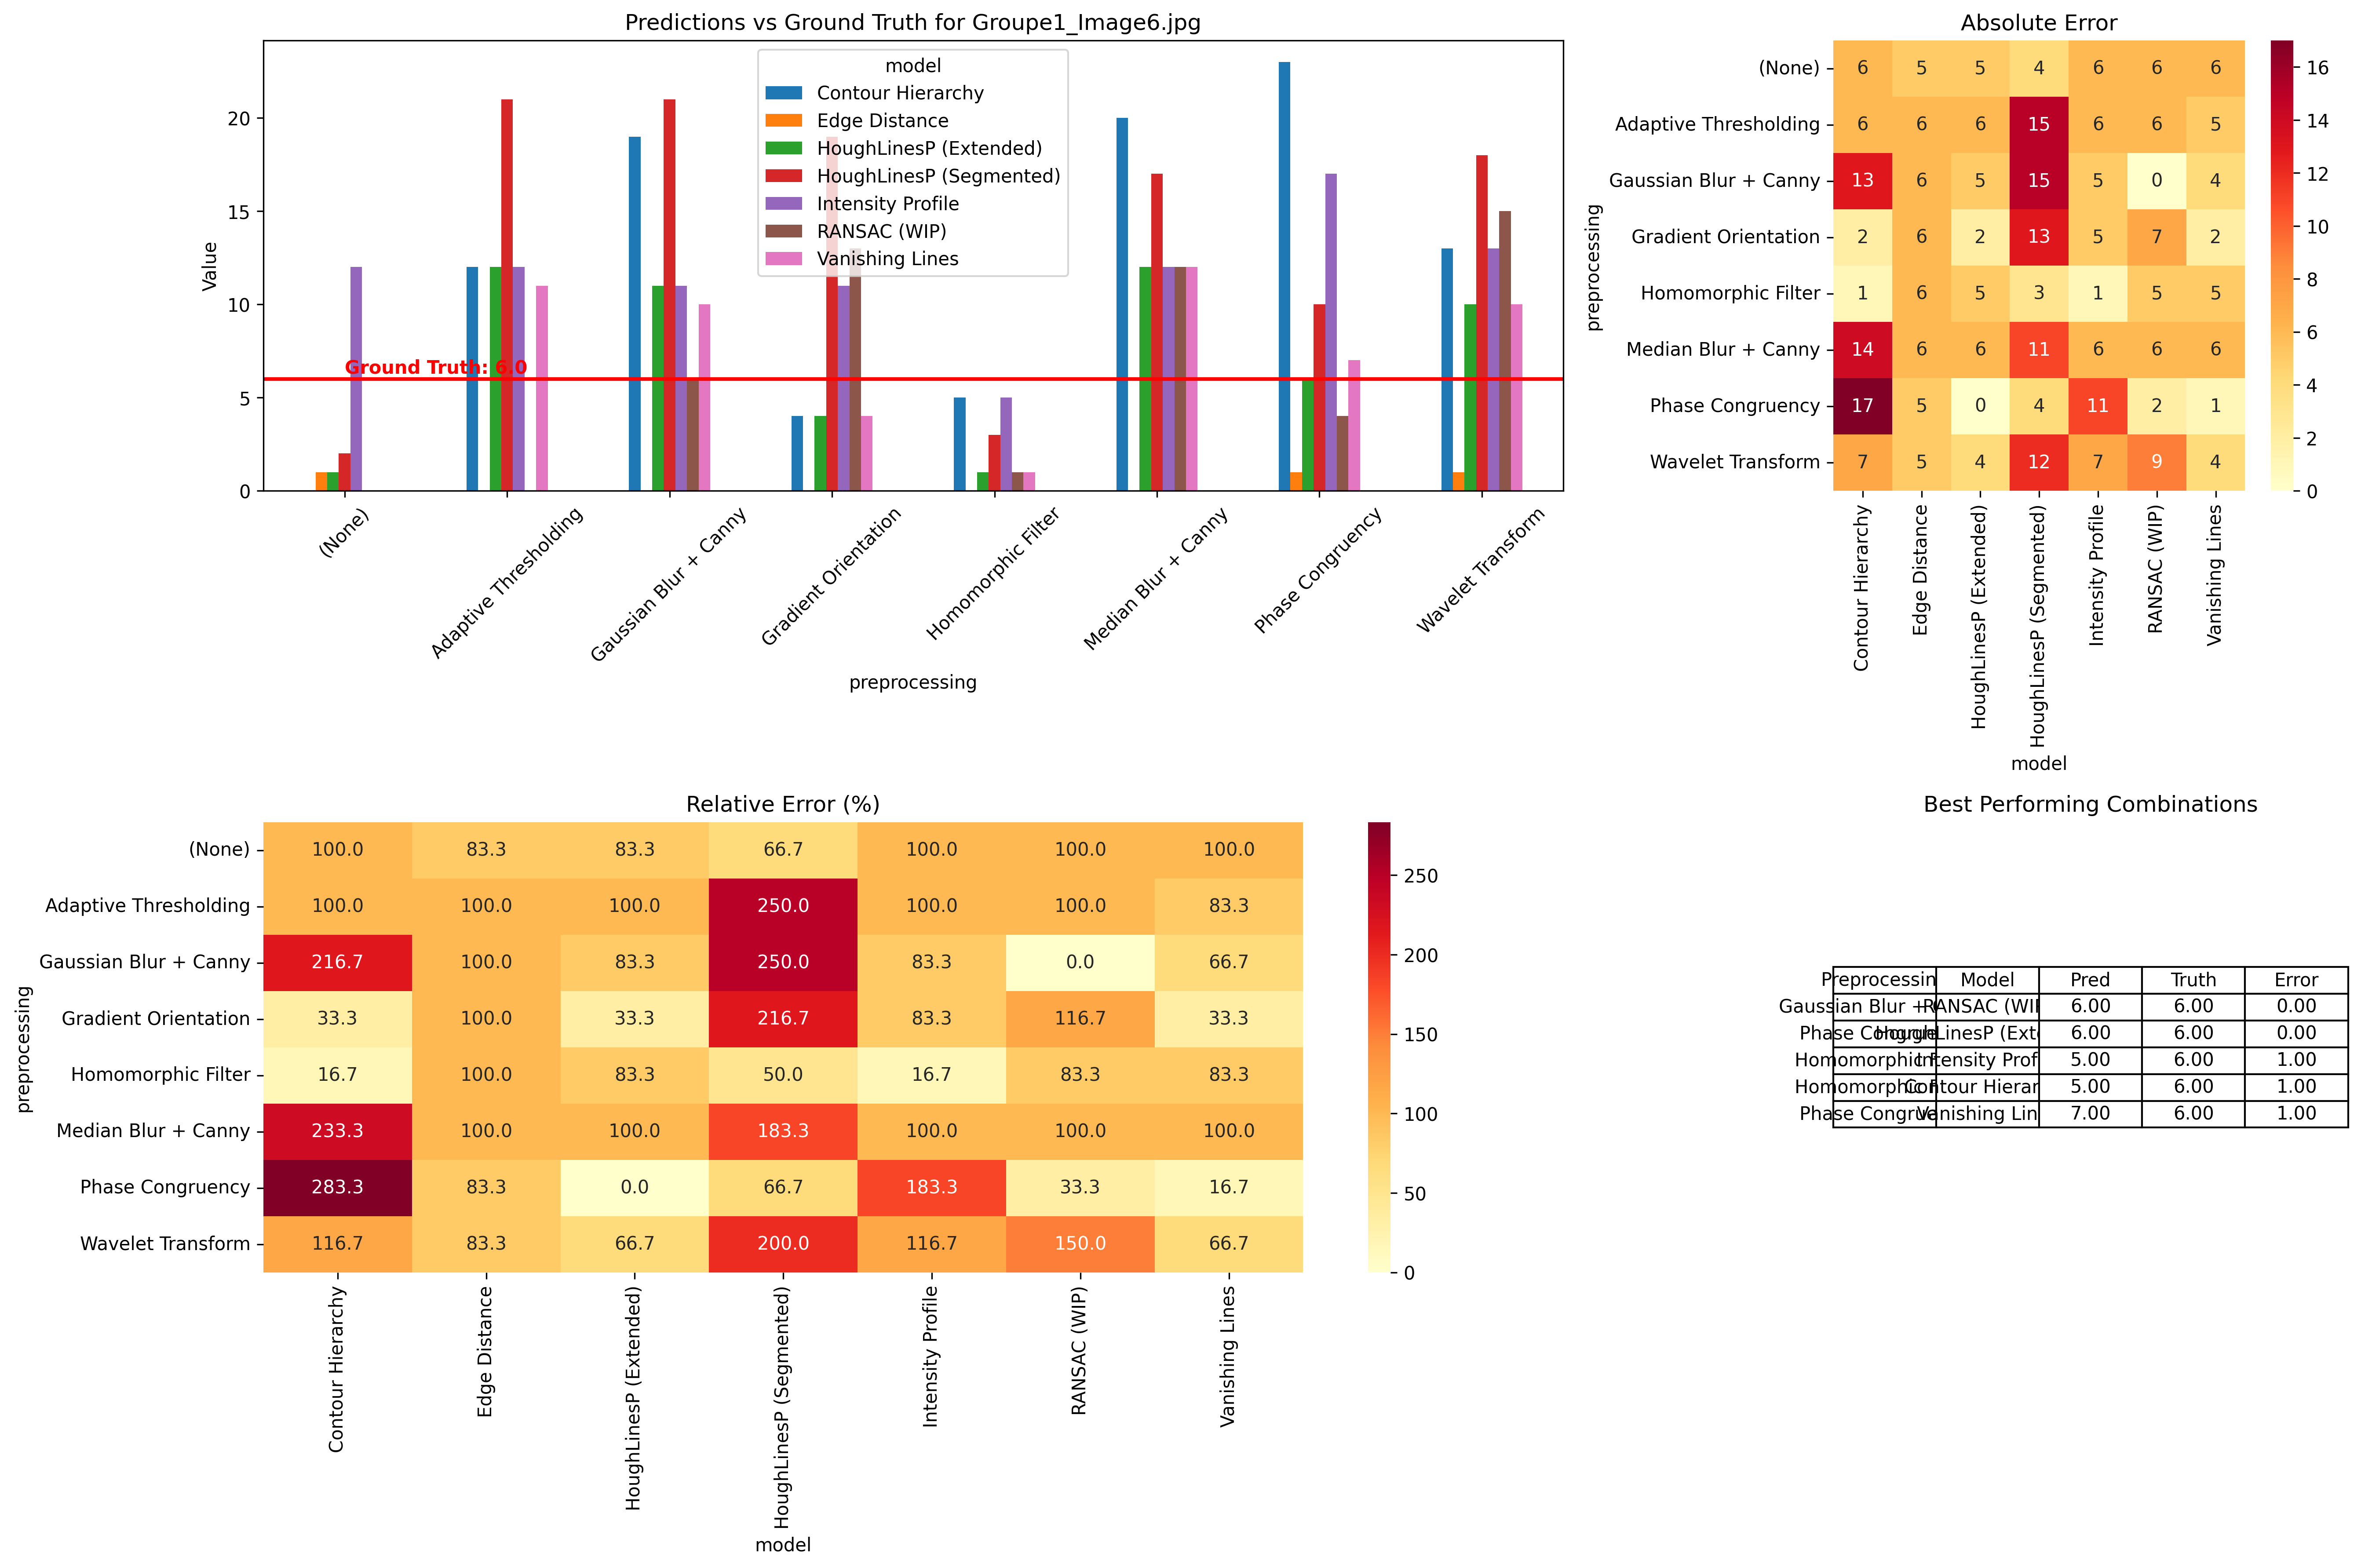 Predictions vs Ground Truth for Groupe1_Image6.jpg
model
Contour Hierarchy
Edge Distance
HoughLinesP (Extended)
HoughLinesP (Segmented)
Intensity Profile
RANSAC (WIP)
Vanishing Lines
Ground Truth: 6.0
Value
20
15
10
5
0
(None)
Adaptive Thresholding
Gaussian Blur + Canny
Gradient Orientation
Homomorphic Filter
Median Blur + Canny
Phase Congruency
Wavelet Transform
preprocessing
Absolute Error
preprocessing
(None) 6 5 5 4 6 6 6
Adaptive Thresholding 6 6 6 15 6 6 5
Gaussian Blur + Canny 13 6 5 15 5 0 4
Gradient Orientation 2 6 2 13 5 7 2
Homomorphic Filter 1 6 5 3 1 5 5
Median Blur + Canny 14 6 6 11 6 6 6
Phase Congruency 17 5 0 4 11 2 1
Wavelet Transform 7 5 4 12 7 9 4
Contour Hierarchy
Edge Distance
HoughLinesP (Extended)
HoughLinesP (Segmented)
Intensity Profile
RANSAC (WIP)
Vanishing Lines
model
16
14
12
10
8
6
4
2
0
Relative Error (%)
preprocessing
(None) 100.0 83.3 83.3 66.7 100.0 100.0 100.0
Adaptive Thresholding 100.0 100.0 100.0 250.0 100.0 100.0 83.3
Gaussian Blur + Canny 216.7 100.0 83.3 250.0 83.3 0.0 66.7
Gradient Orientation 33.3 100.0 33.3 216.7 83.3 116.7 33.3
Homomorphic Filter 16.7 100.0 83.3 50.0 16.7 83.3 83.3
Median Blur + Canny 233.3 100.0 100.0 183.3 100.0 100.0 100.0
Phase Congruency 283.3 83.3 0.0 66.7 183.3 33.3 16.7
Wavelet Transform 116.7 83.3 66.7 200.0 116.7 150.0 66.7
Contour Hierarchy
Edge Distance
HoughLinesP (Extended)
HoughLinesP (Segmented)
Intensity Profile
RANSAC (WIP)
Vanishing Lines
model
250
200
150
100
50
0
Best Performing Combinations
Preprocessin Model Pred Truth Error
Gaussian Blur + RANSAC (WIP 6.00 6.00 0.00
Phase 6.00 6.00 0.00
Homomorphic 5.00 6.00 1.00
Homomorphic 5.00 6.00 1.00
Phase 7.00 6.00 1.00